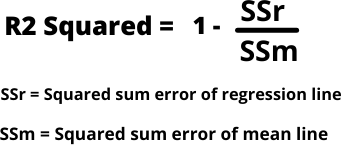 R2 Squared = 1 - SSr / SSm
SSr = Squared sum error of regression line
SSm = Squared sum error of mean line